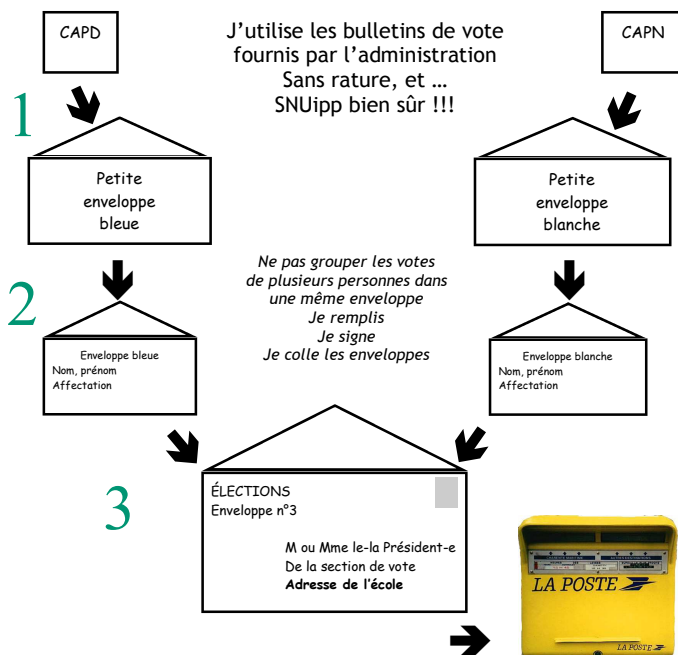 CAPD
J'utilise les bulletins de vote
fournis par l'administration
Sans rature, et …
SNUipp bien sûr !!!
CAPN
1
Petite
enveloppe
bleue
Petite
enveloppe
blanche
2
Ne pas grouper les votes
de plusieurs personnes dans
une même enveloppe
Je remplis
Je signe
Je colle les enveloppes
Enveloppe bleue
Nom, prénom
Affectation
Enveloppe blanche
Nom, prénom
Affectation
3
ÉLECTIONS
Enveloppe n°3
M ou Mme le-la Président-e
De la section de vote
Adresse de l'école
LA POSTE
LA POSTE